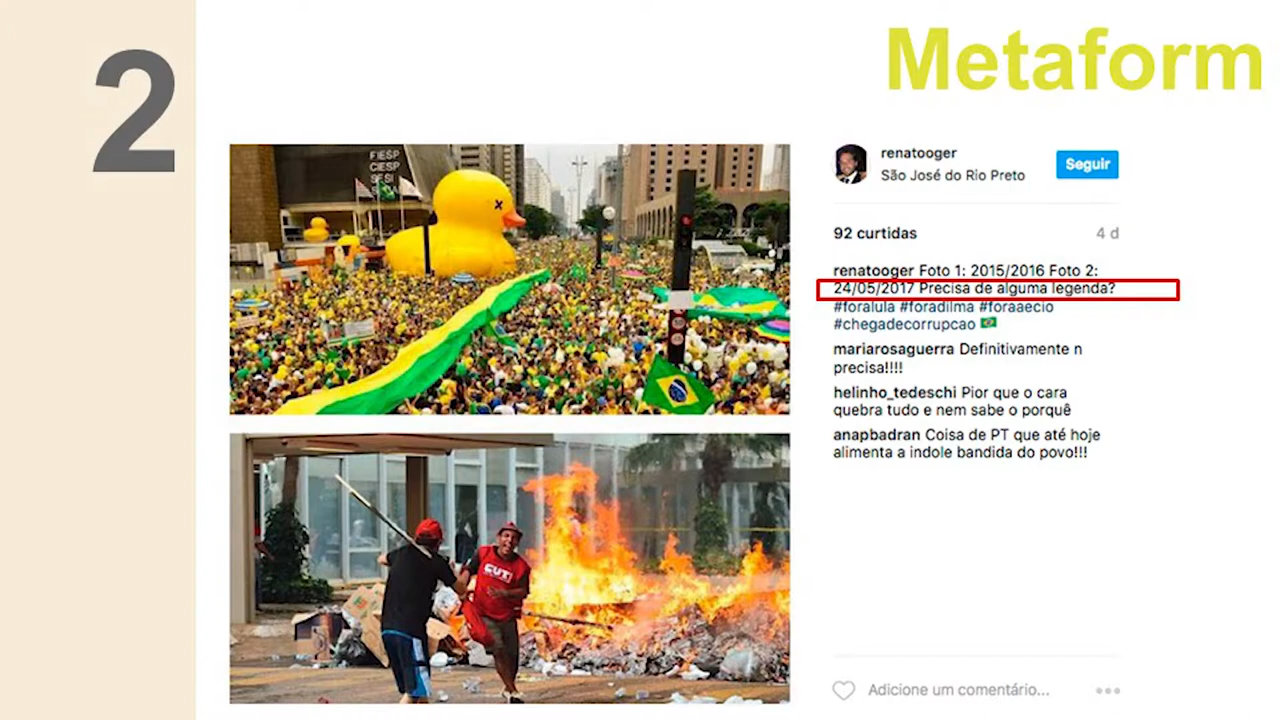 2
Metaform
FIESP
CIESP
SESI
renatooger
São José do Rio Preto
Seguir
92 curtidas
4 d
renatooger Foto 1: 2015/2016 Foto 2:
24/05/2017 Precisa de alguma legenda?
#foralula #foradilma #foraaecio
#chegadecorrupcao
mariarosaguerra Definitivamente n
precisa!!!!
helinho_tedeschi Pior que o cara
quebra tudo e nem sabe o porquê
anapbadran Coisa de PT que até hoje
alimenta a indole bandida do povo!!!
CUT
Adicione um comentário...